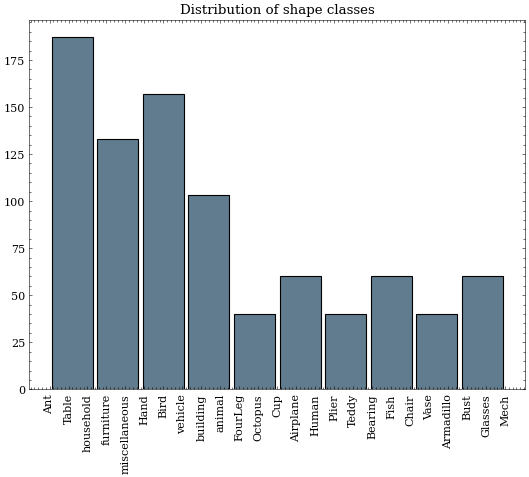 Distribution of shape classes
175
150
125
100
75
50
25
0
Ant
Table
household
furniture
miscellaneous
Hand
Bird
vehicle
building
animal
FourLeg
Octopus
Cup
Airplane
Human
Plier
Teddy
Bearing
Fish
Chair
Vase
Armadillo
Bust
Glasses
Mech